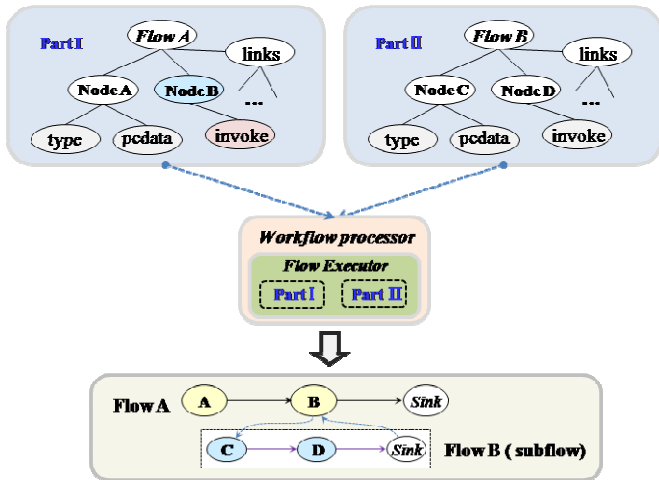 Part Ⅰ
Flow A
links
Node A
Node B
...
type
pcdata
invoke
Part Ⅱ
Flow B
links
Node C
Node D
...
type
pcdata
invoke
Workflow processor
Flow Executor
Part Ⅰ
Part Ⅱ
Flow A
A
B
Sink
C
D
Sink
Flow B ( subflow)